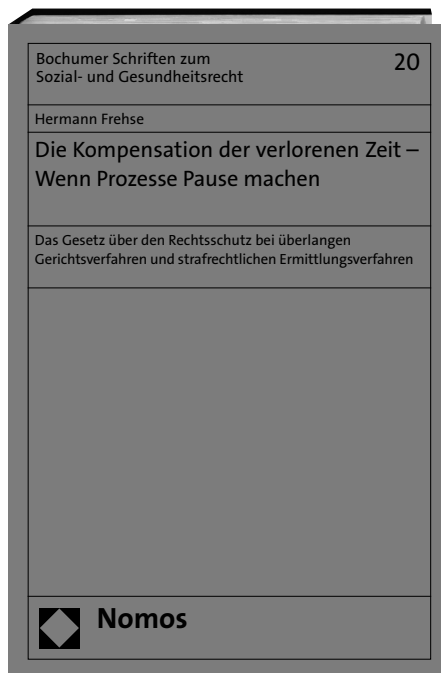 Bochumer Schriften zum
Sozial- und Gesundheitsrecht
20
Hermann Frehse
Die Kompensation der verlorenen Zeit –
Wenn Prozesse Pause machen
Das Gesetz über den Rechtsschutz bei überlangen
Gerichtsverfahren und strafrechtlichen Ermittlungsverfahren
Nomos